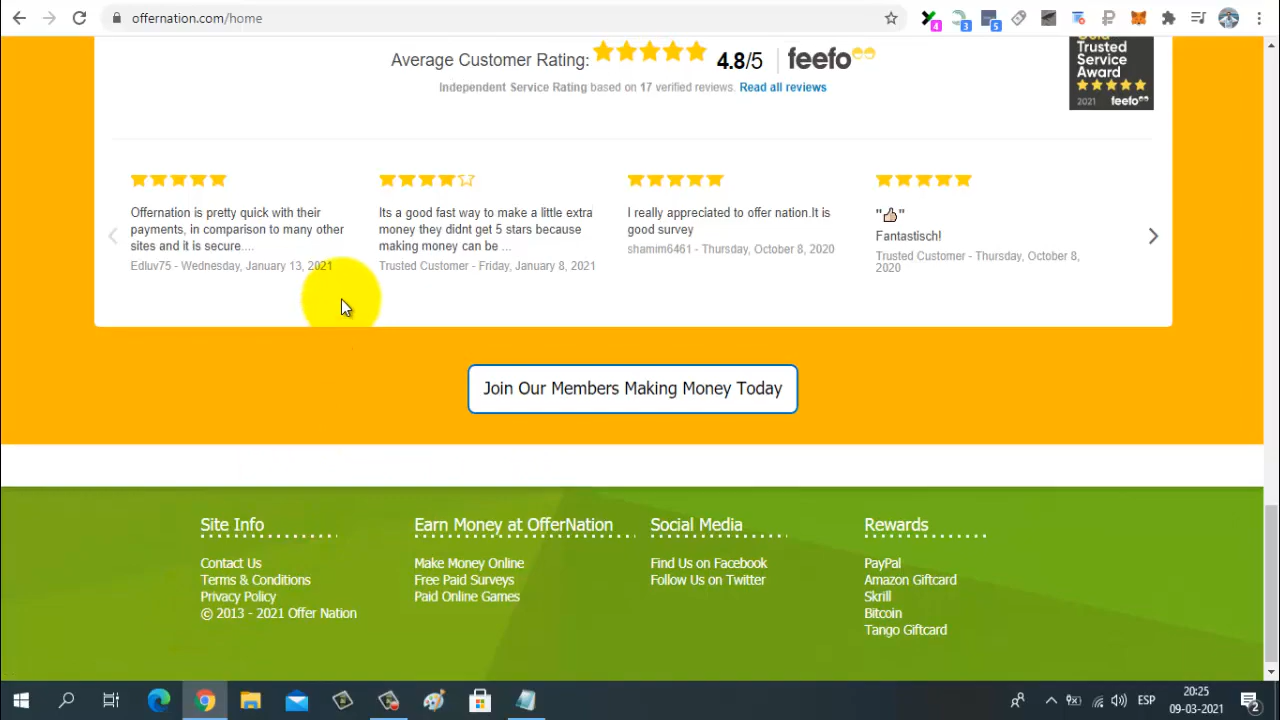 offernation.com/home
4
3
5
Average Customer Rating: 4.8/5 feefo
Independent Service Rating based on 17 verified reviews. Read all reviews
Gold
Trusted
Service
Award
2021 feefo
Offernation is pretty quick with their
payments, in comparison to many other
sites and it is secure....
Edluv75 - Wednesday, January 13, 2021
Its a good fast way to make a little extra
money they didnt get 5 stars because
making money can be ...
Trusted Customer - Friday, January 8, 2021
I really appreciated to offer nation.It is
good survey
shamim6461 - Thursday, October 8, 2020
"👍"
Fantastisch!
Trusted Customer - Thursday, October 8,
2020
Join Our Members Making Money Today
Site Info
Contact Us
Terms & Conditions
Privacy Policy
© 2013 - 2021 Offer Nation
Earn Money at OfferNation
Make Money Online
Free Paid Surveys
Paid Online Games
Social Media
Find Us on Facebook
Follow Us on Twitter
Rewards
PayPal
Amazon Giftcard
Skrill
Bitcoin
Tango Giftcard
ESP
20:25
09-03-2021
2